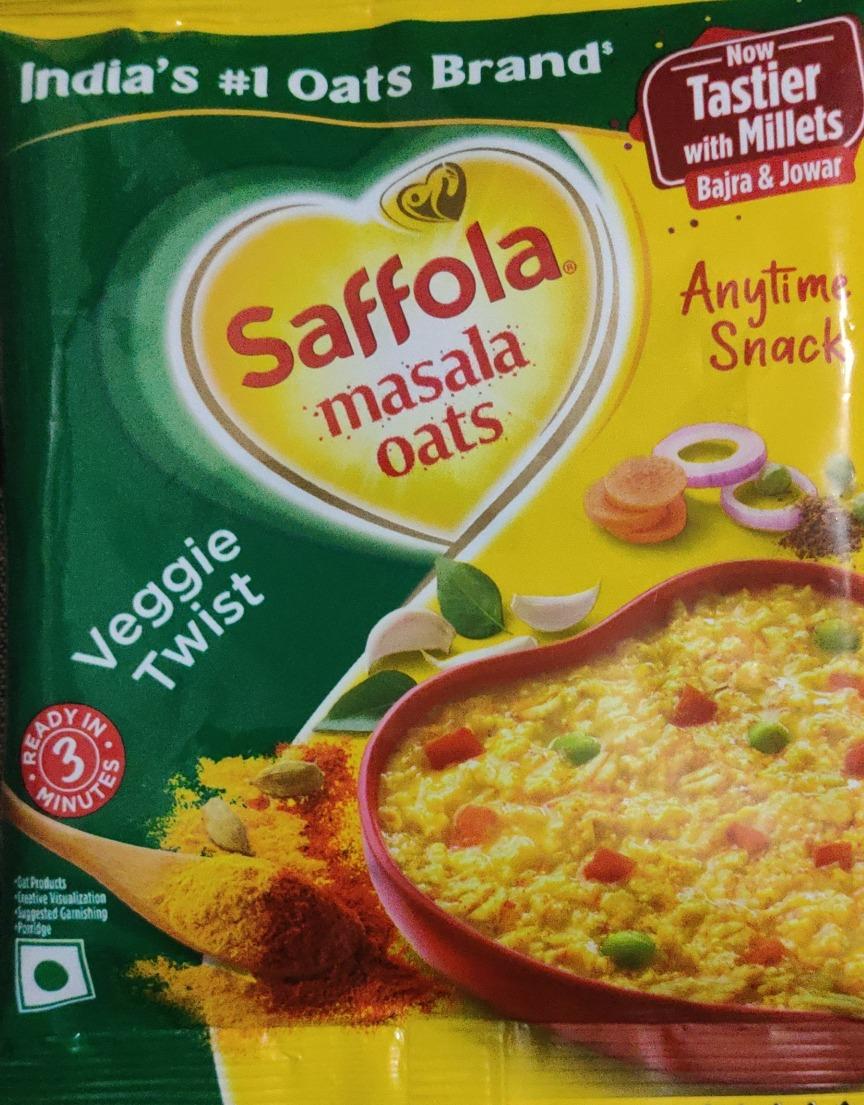 India's #1 Oats Brand$
Now
Tastier
with Millets
Bajra & Jowar
Saffola®
masala
oats
Anytime
Snack
Veggie
Twist
READY IN
3
MINUTES
•Oat Products
•Creative Visualization
•Suggested Garnishing
•Porridge